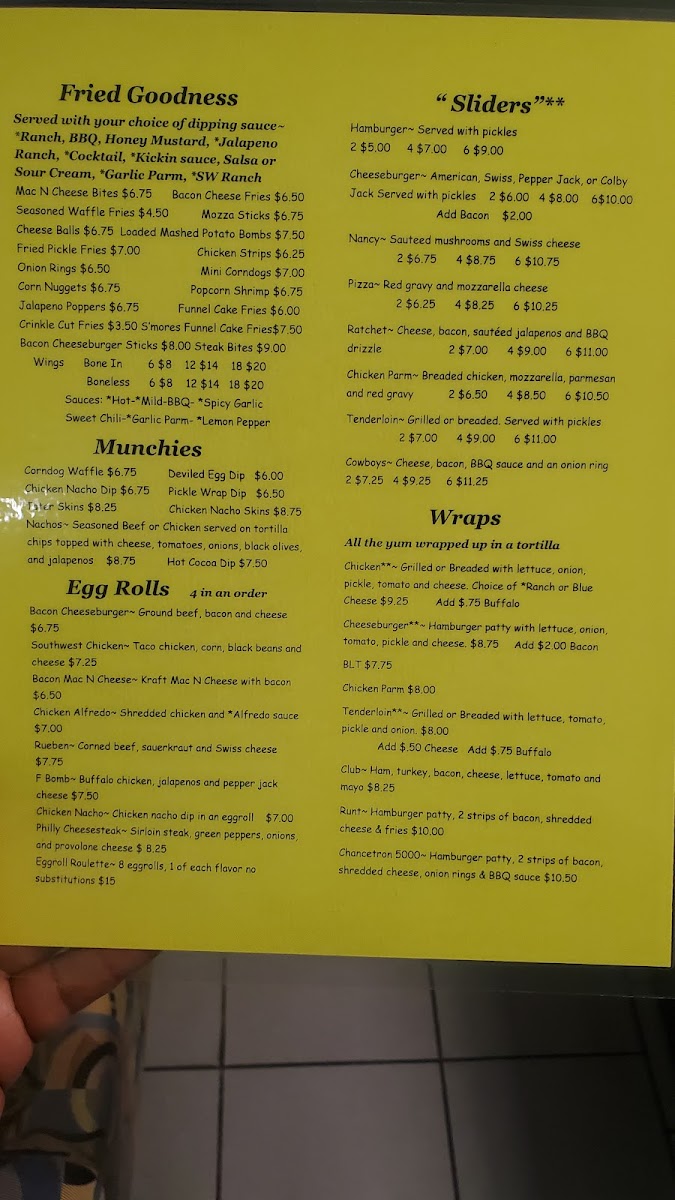 Fried Goodness
Served with your choice of dipping sauce~
*Ranch, BBQ, Honey Mustard, *Jalapeno
Ranch, *Cocktail, *Kickin sauce, Salsa or
Sour Cream, *Garlic Parm, *SW Ranch
Mac N Cheese Bites $6.75 Bacon Cheese Fries $6.50
Seasoned Waffle Fries $4.50 Mozza Sticks $6.75
Cheese Balls $6.75 Loaded Mashed Potato Bombs $7.50
Fried Pickle Fries $7.00 Chicken Strips $6.25
Onion Rings $6.50 Mini Corndogs $7.00
Corn Nuggets $6.75 Popcorn Shrimp $6.75
Jalapeno Poppers $6.75 Funnel Cake Fries $6.00
Crinkle Cut Fries $3.50 S'mores Funnel Cake Fries$7.50
Bacon Cheeseburger Sticks $8.00 Steak Bites $9.00
Wings Bone In 6 $8 12 $14 18 $20
Boneless 6 $8 12 $14 18 $20
Sauces: *Hot-*Mild-BBQ- *Spicy Garlic
Sweet Chili-*Garlic Parm- *Lemon Pepper
Munchies
Corndog Waffle $6.75 Deviled Egg Dip $6.00
Chicken Nacho Dip $6.75 Pickle Wrap Dip $6.50
Tater Skins $8.25 Chicken Nacho Skins $8.75
Nachos~ Seasoned Beef or Chicken served on tortilla
chips topped with cheese, tomatoes, onions, black olives,
and jalapenos $8.75 Hot Cocoa Dip $7.50
Egg Rolls 4 in an order
Bacon Cheeseburger~ Ground beef, bacon and cheese
$6.75
Southwest Chicken~ Taco chicken, corn, black beans and
cheese $7.25
Bacon Mac N Cheese~ Kraft Mac N Cheese with bacon
$6.50
Chicken Alfredo~ Shredded chicken and *Alfredo sauce
$7.00
Rueben~ Corned beef, sauerkraut and Swiss cheese
$7.75
F Bomb~ Buffalo chicken, jalapenos and pepper jack
cheese $7.50
Chicken Nacho~ Chicken nacho dip in an eggroll $7.00
Philly Cheesesteak~ Sirloin steak, green peppers, onions,
and provolone cheese $ 8.25
Eggroll Roulette~ 8 eggrolls, 1 of each flavor no
substitutions $15
" Sliders"**
Hamburger~ Served with pickles
2 $5.00 4 $7.00 6 $9.00
Cheeseburger~ American, Swiss, Pepper Jack, or Colby
Jack Served with pickles 2 $6.00 4 $8.00 6$10.00
Add Bacon $2.00
Nancy~ Sauteed mushrooms and Swiss cheese
2 $6.75 4 $8.75 6 $10.75
Pizza~ Red gravy and mozzarella cheese
2 $6.25 4 $8.25 6 $10.25
Ratchet~ Cheese, bacon, sautéed jalapenos and BBQ
drizzle 2 $7.00 4 $9.00 6 $11.00
Chicken Parm~ Breaded chicken, mozzarella, parmesan
and red gravy 2 $6.50 4 $8.50 6 $10.50
Tenderloin~ Grilled or breaded. Served with pickles
2 $7.00 4 $9.00 6 $11.00
Cowboys~ Cheese, bacon, BBQ sauce and an onion ring
2 $7.25 4 $9.25 6 $11.25
Wraps
All the yum wrapped up in a tortilla
Chicken**~ Grilled or Breaded with lettuce, onion,
pickle, tomato and cheese. Choice of *Ranch or Blue
Cheese $9.25 Add $.75 Buffalo
Cheeseburger**~ Hamburger patty with lettuce, onion,
tomato, pickle and cheese. $8.75 Add $2.00 Bacon
BLT $7.75
Chicken Parm $8.00
Tenderloin**~ Grilled or Breaded with lettuce, tomato,
pickle and onion. $8.00
Add $.50 Cheese Add $.75 Buffalo
Club~ Ham, turkey, bacon, cheese, lettuce, tomato and
mayo $8.25
Runt~ Hamburger patty, 2 strips of bacon, shredded
cheese & fries $10.00
Chancetron 5000~ Hamburger patty, 2 strips of bacon,
shredded cheese, onion rings & BBQ sauce $10.50